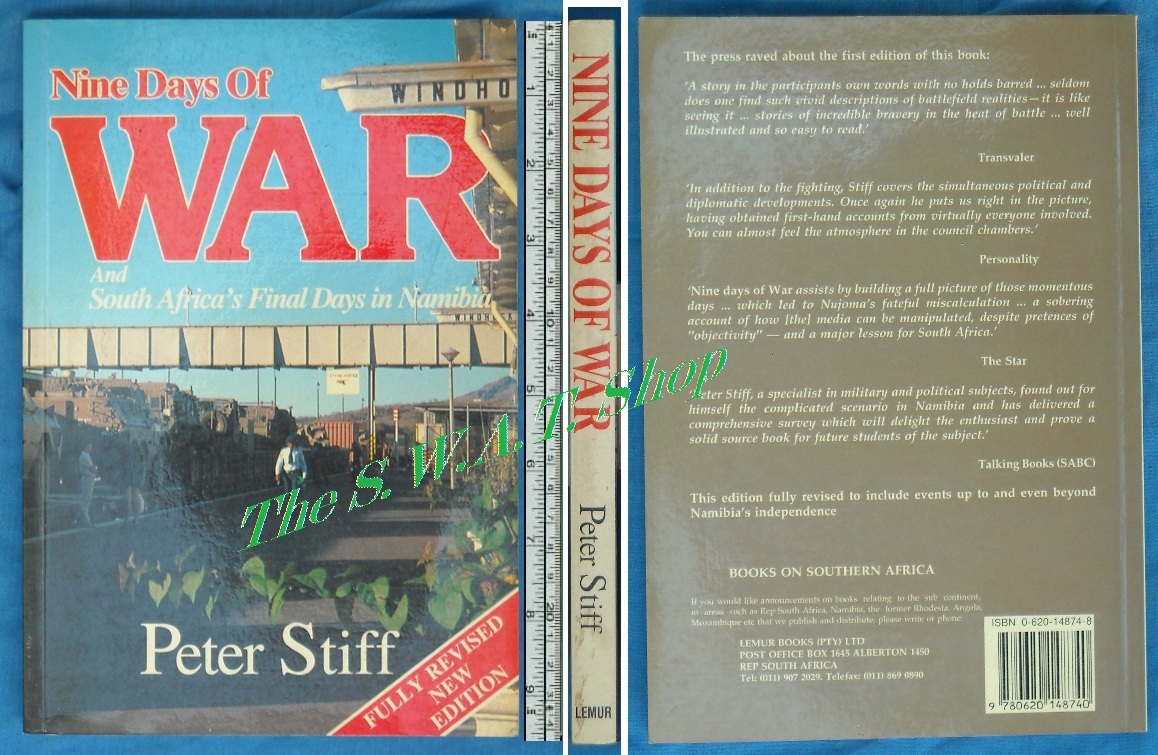 Nine Days Of
WAR
And
South Africa's Final Days in Namibia
WINDHO
WINDHOEK
Peter Stiff
FULLY REVISED
NEW
EDITION
The S. W.A.T. Shop
NINE DAYS OF WAR
Peter Stiff
LEMUR
The press raved about the first edition of this book:
'A story in the participants own words with no holds barred ... seldom
does one find such vivid descriptions of battlefield realities—it is like
seeing it ... stories of incredible bravery in the heat of battle ... well
illustrated and so easy to read.'
Transvaler
'In addition to the fighting, Stiff covers the simultaneous political and
diplomatic developments. Once again he puts us right in the picture,
having obtained first-hand accounts from virtually everyone involved.
You can almost feel the atmosphere in the council chambers.'
Personality
'Nine days of War assists by building a full picture of those momentous
days ... which led to Nujoma's fateful miscalculation ... a sobering
account of how [the] media can be manipulated, despite pretences of
"objectivity" — and a major lesson for South Africa.'
The Star
'Peter Stiff, a specialist in military and political subjects, found out for
himself the complicated scenario in Namibia and has delivered a
comprehensive survey which will delight the enthusiast and prove a
solid source book for future students of the subject.'
Talking Books (SABC)
This edition fully revised to include events up to and even beyond
Namibia's independence
BOOKS ON SOUTHERN AFRICA
If you would like announcements on books relating to the sub continent,
in areas such as Rep South Africa, Namibia, the former Rhodesia, Angola,
Mozambique etc that we publish and distribute, please write or phone:
LEMUR BOOKS (PTY) LTD
POST OFFICE BOX 1645 ALBERTON 1450
REP SOUTH AFRICA
Tel: (011) 907 2029. Telefax: (011) 869 0890
ISBN 0-620-14874-8
9 780620 148740